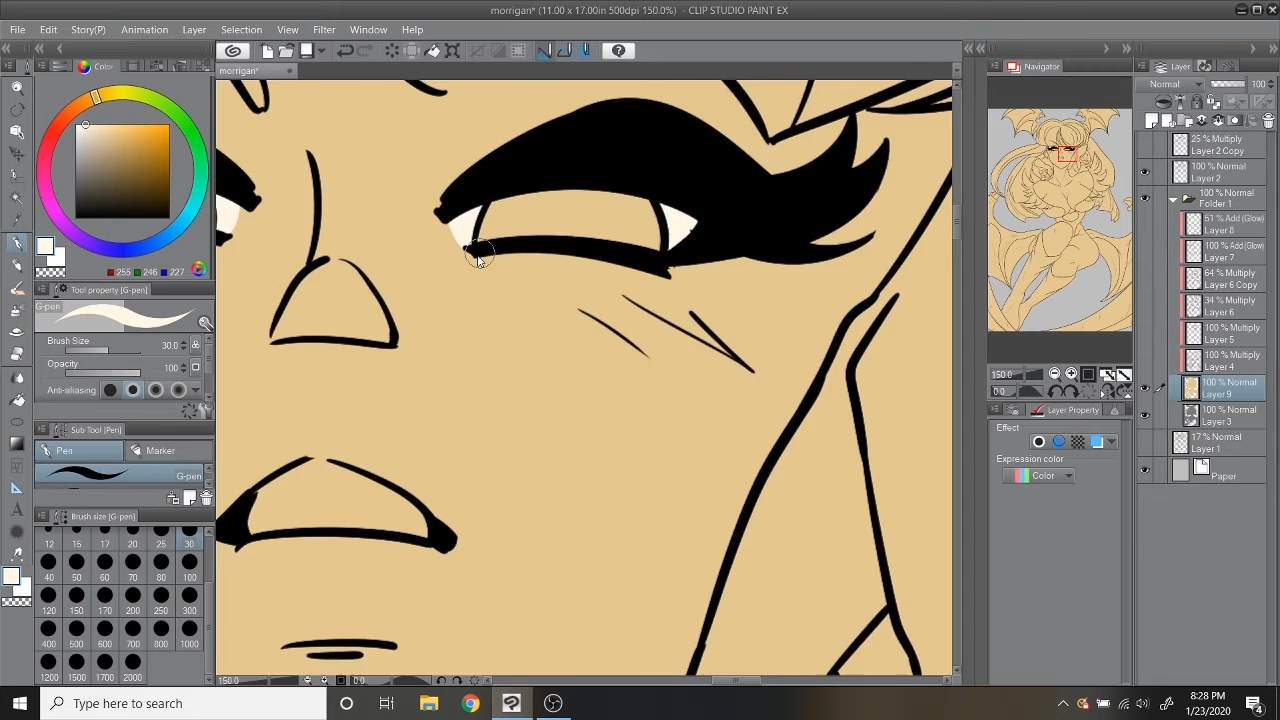 morrigan* (11.00 x 17.00in 500dpi 150.0%) - CLIP STUDIO PAINT EX
File Edit Story(P) Animation Layer Selection View Filter Window Help
morrigan*
Color
255 246 227
Tool property [G-pen]
G-pen
Brush Size 30.0
Opacity 100
Anti-aliasing
Sub Tool [Pen]
Pen Marker
G-pen
Brush size [G-pen]
12 15 17 20 25 30
40 50 60 70 80 100
120 150 170 200 250 300
400 500 600 700 800 1000
1200 1500 1700 2000
150.0 0.0
Navigator
150.0
0.0
Layer Property
Effect
Expression color
Color
Layer
Normal 100
25 % Multiply
Layer 2 Copy
100 % Normal
Layer 2
100 % Normal
Folder 1
51 % Add (Glow)
Layer 8
100 % Add (Glow)
Layer 7
64 % Multiply
Layer 6 Copy
34 % Multiply
Layer 6
100 % Multiply
Layer 5
100 % Multiply
Layer 4
100 % Normal
Layer 9
100 % Normal
Layer 3
17 % Normal
Layer 1
Paper
Type here to search
8:28 PM
1/23/2020